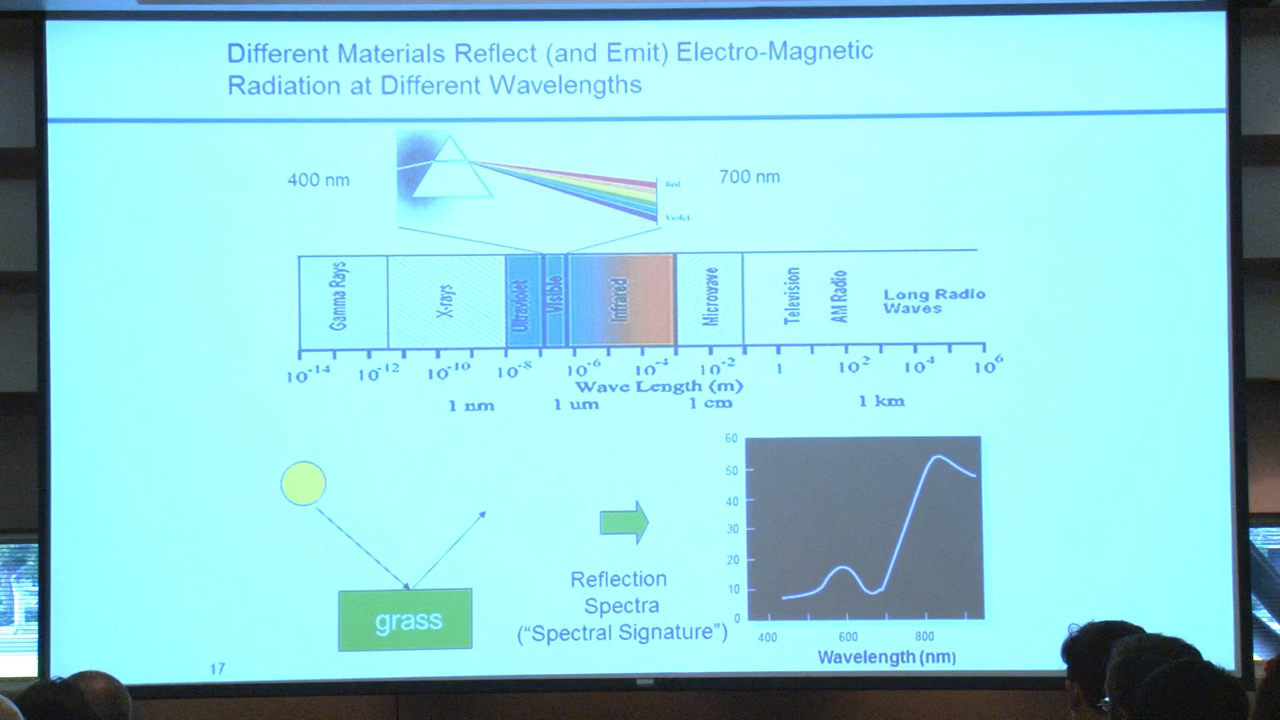 Different Materials Reflect (and Emit) Electro-Magnetic
Radiation at Different Wavelengths
400 nm
700 nm
Red
Violet
Gamma Rays
X-rays
Ultraviolet
Visible
Infrared
Microwave
Television
AM Radio
Long Radio
Waves
10-14 10-12 10-10 10-8 10-6 10-4 10-2 1 102 10-4 106
Wave Length (m)
1 nm 1 um 1 cm 1 km
grass
Reflection
Spectra
(“Spectral Signature”)
60
50
40
30
20
10
0
400 600 800
Wavelength (nm)
17